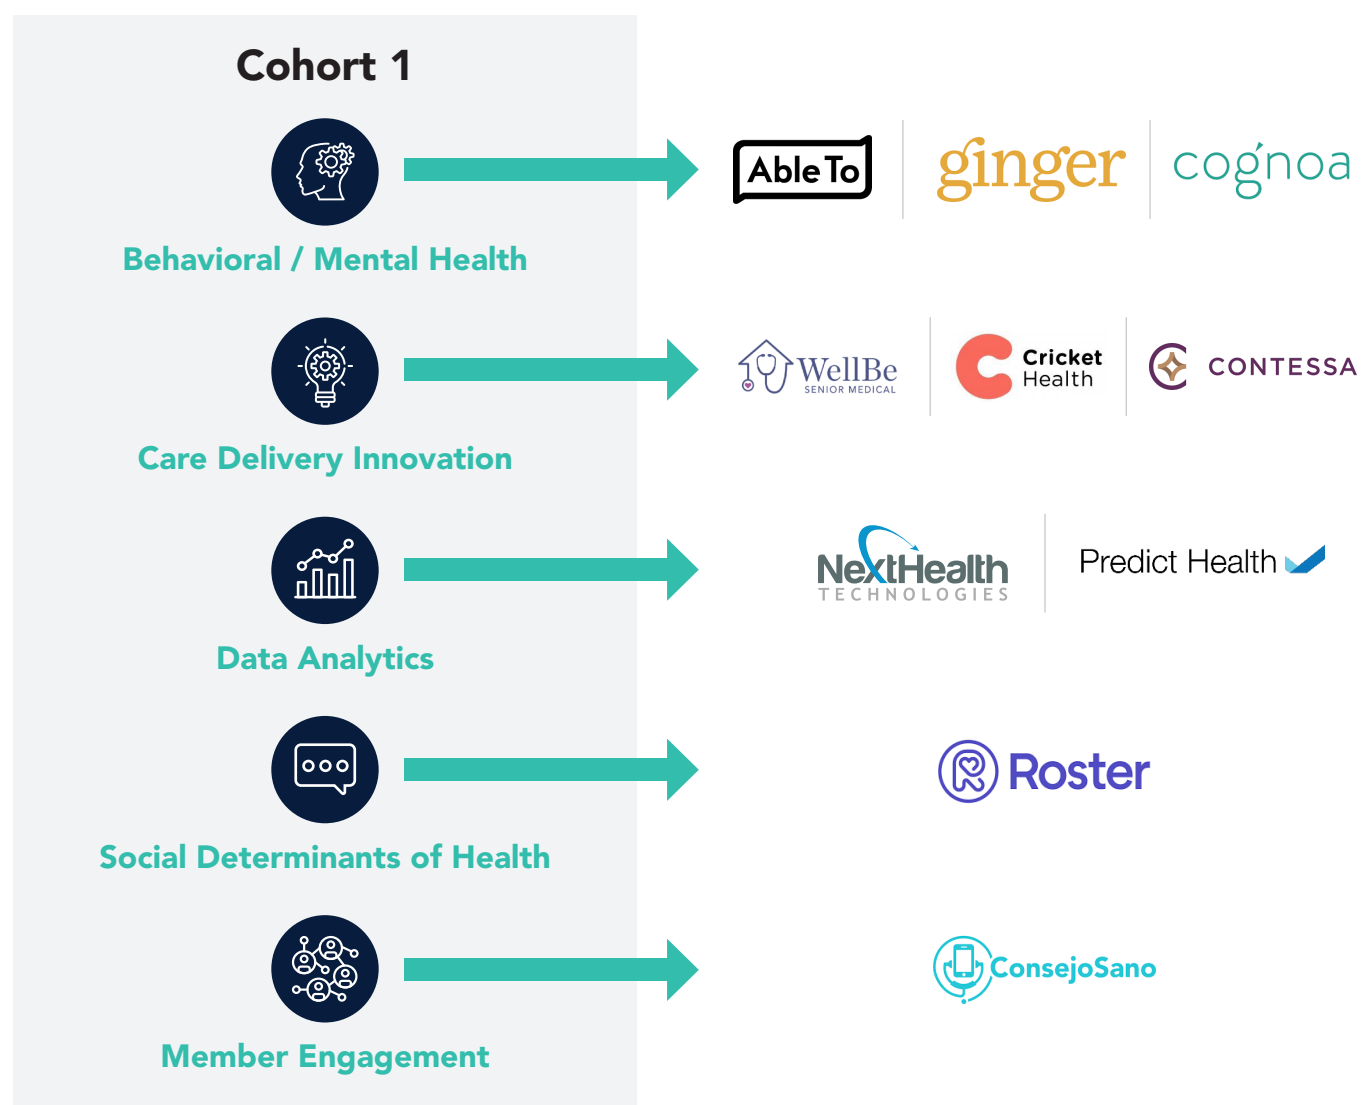 Cohort 1
Behavioral / Mental Health
AbleTo
ginger
cognoa
Care Delivery Innovation
WellBe
SENIOR MEDICAL
Cricket
Health
CONTESSA
Data Analytics
NextHealth
TECHNOLOGIES
Predict Health
Social Determinants of Health
Roster
Member Engagement
ConsejoSano